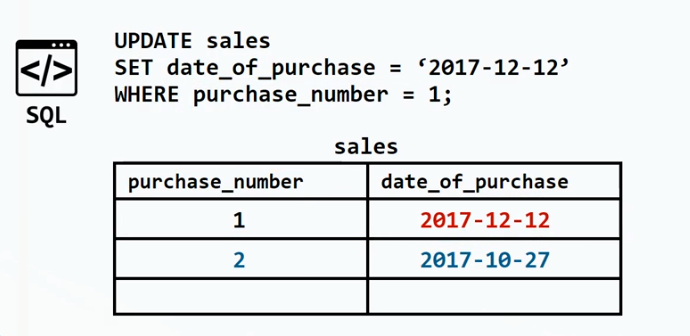 UPDATE sales
SET date_of_purchase = ‘2017-12-12’
WHERE purchase_number = 1;
</>
SQL
sales
purchase_number date_of_purchase
1 2017-12-12
2 2017-10-27